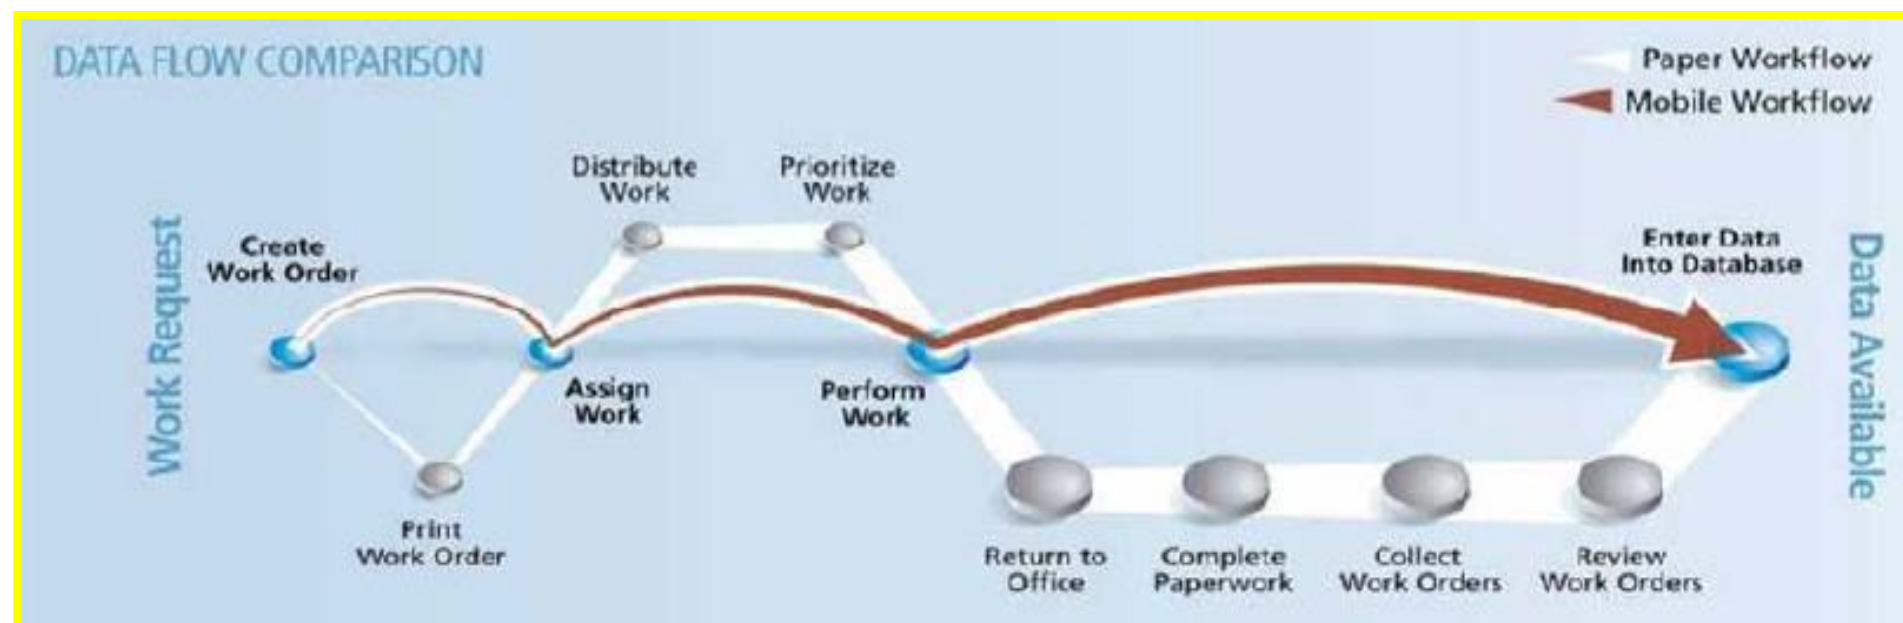 DATA FLOW COMPARISON
Paper Workflow
Mobile Workflow
Work Request
Create
Work Order
Print
Work Order
Assign
Work
Distribute
Work
Prioritize
Work
Perform
Work
Return to
Office
Complete
Paperwork
Collect
Work Orders
Review
Work Orders
Enter Data
Into Database
Data Available